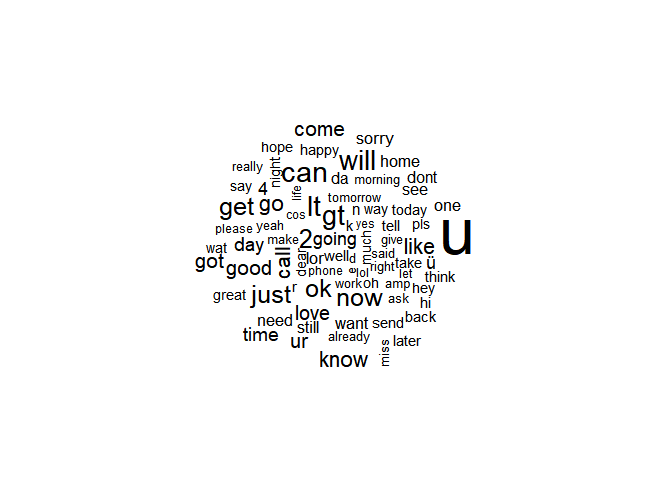 come
sorry
hope happy
really night can will home
da morning dont
say 4 life see
get go lt tomorrow
cos gt n way today one
please yeah k yes tell pls u
wat day make 2 going much give like
got good call dear lor well d said
phone e lol right take ü
let think
great just r ok work oh amp hey
now ask hi
need love back
still want send
time ur already later
know miss